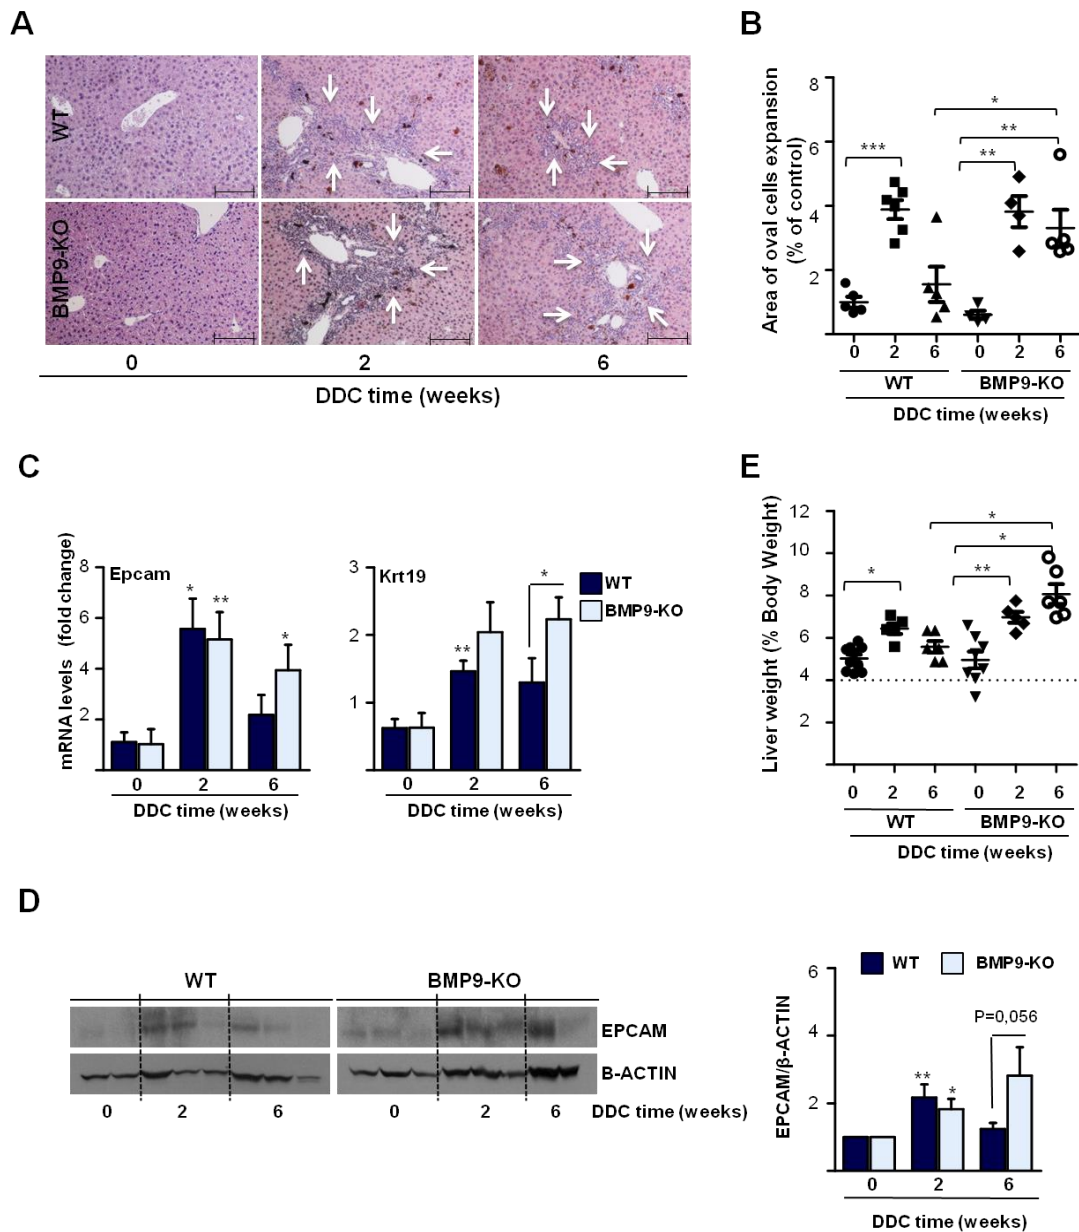 A
WT
BMP9-KO
0 2 6
DDC time (weeks)
B
Area of oval cells expansion
(% of control)
8
6
4
2
***
**
**
*
0 2 6 0 2 6
WT BMP9-KO
DDC time (weeks)
C
mRNA levels (fold change)
Epcam
8
6
4
2
* ** *
0 2 6
DDC time (weeks)
Krt19
3
2
1
** *
0 2 6
DDC time (weeks)
WT
BMP9-KO
E
Liver weight (% Body Weight)
12
10
8
6
4
2
*
**
*
*
0 2 6 0 2 6
WT BMP9-KO
DDC time (weeks)
D
WT BMP9-KO
EPCAM
B-ACTIN
0 2 6 0 2 6 DDC time (weeks)
WT BMP9-KO
EPCAM/β-ACTIN
6
4
2
** *
P=0,056
0 2 6
DDC time (weeks)